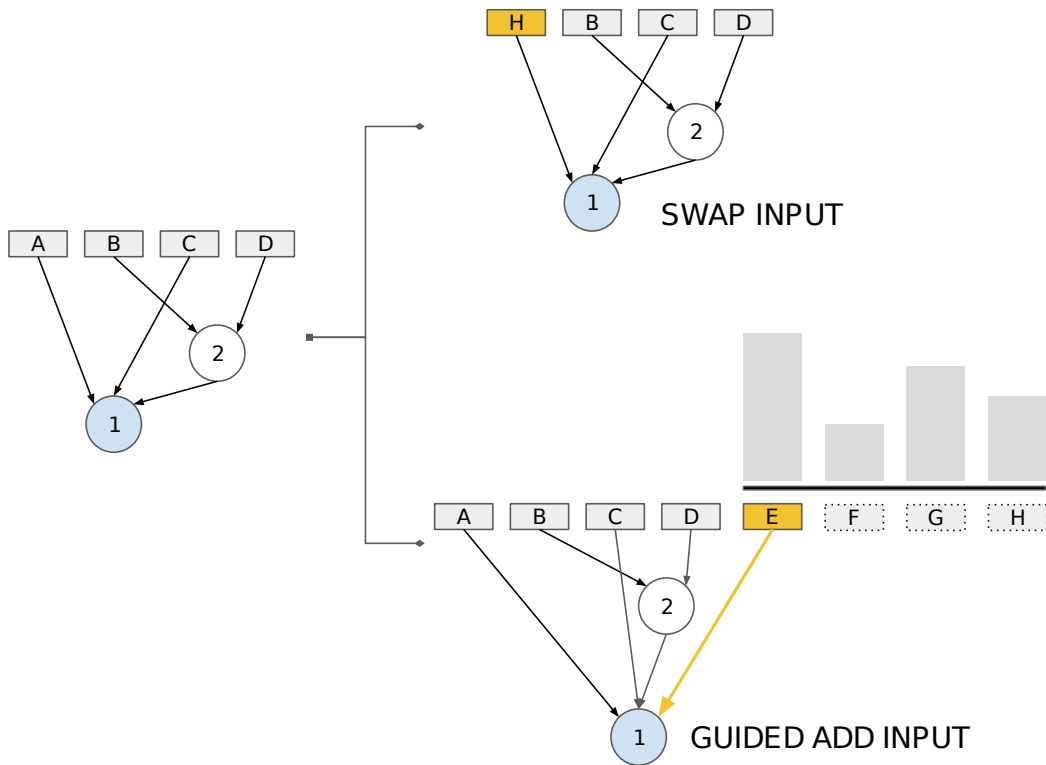 H B C D
2
1
SWAP INPUT
A B C D
2
1
A B C D E F G H
2
1
GUIDED ADD INPUT